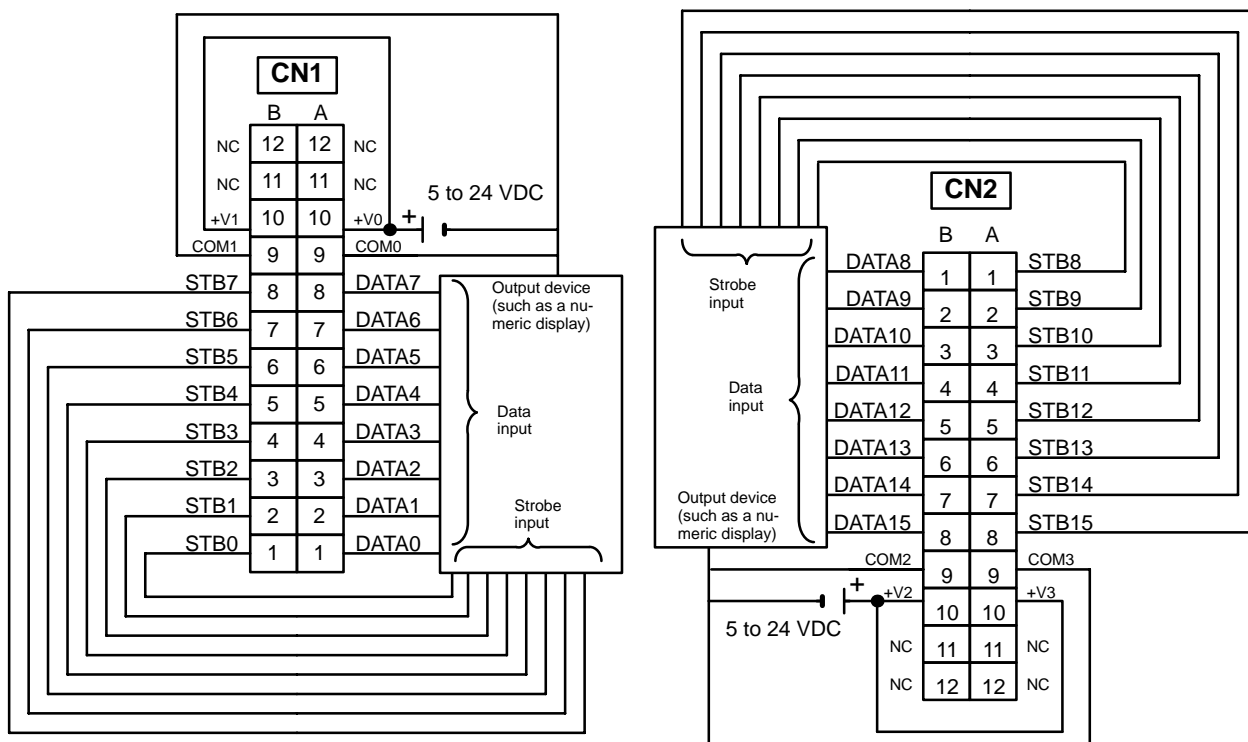 CN1
B A
NC 12 12 NC
NC 11 11 NC
5 to 24 VDC
+V1 10 10 +V0 +
COM1 9 9 COM0
STB7 8 8 DATA7
STB6 7 7 DATA6
STB5 6 6 DATA5
STB4 5 5 DATA4
STB3 4 4 DATA3
STB2 3 3 DATA2
STB1 2 2 DATA1
STB0 1 1 DATA0
Output device
(such as a nu-
meric display)
Data
input
Strobe
input
CN2
B A
DATA8 1 1 STB8
DATA9 2 2 STB9
DATA10 3 3 STB10
DATA11 4 4 STB11
DATA12 5 5 STB12
DATA13 6 6 STB13
DATA14 7 7 STB14
DATA15 8 8 STB15
COM2 9 9 COM3
+ +V2 10 10 +V3
5 to 24 VDC
NC 11 11 NC
NC 12 12 NC
Strobe
input
Data
input
Output device
(such as a nu-
meric display)